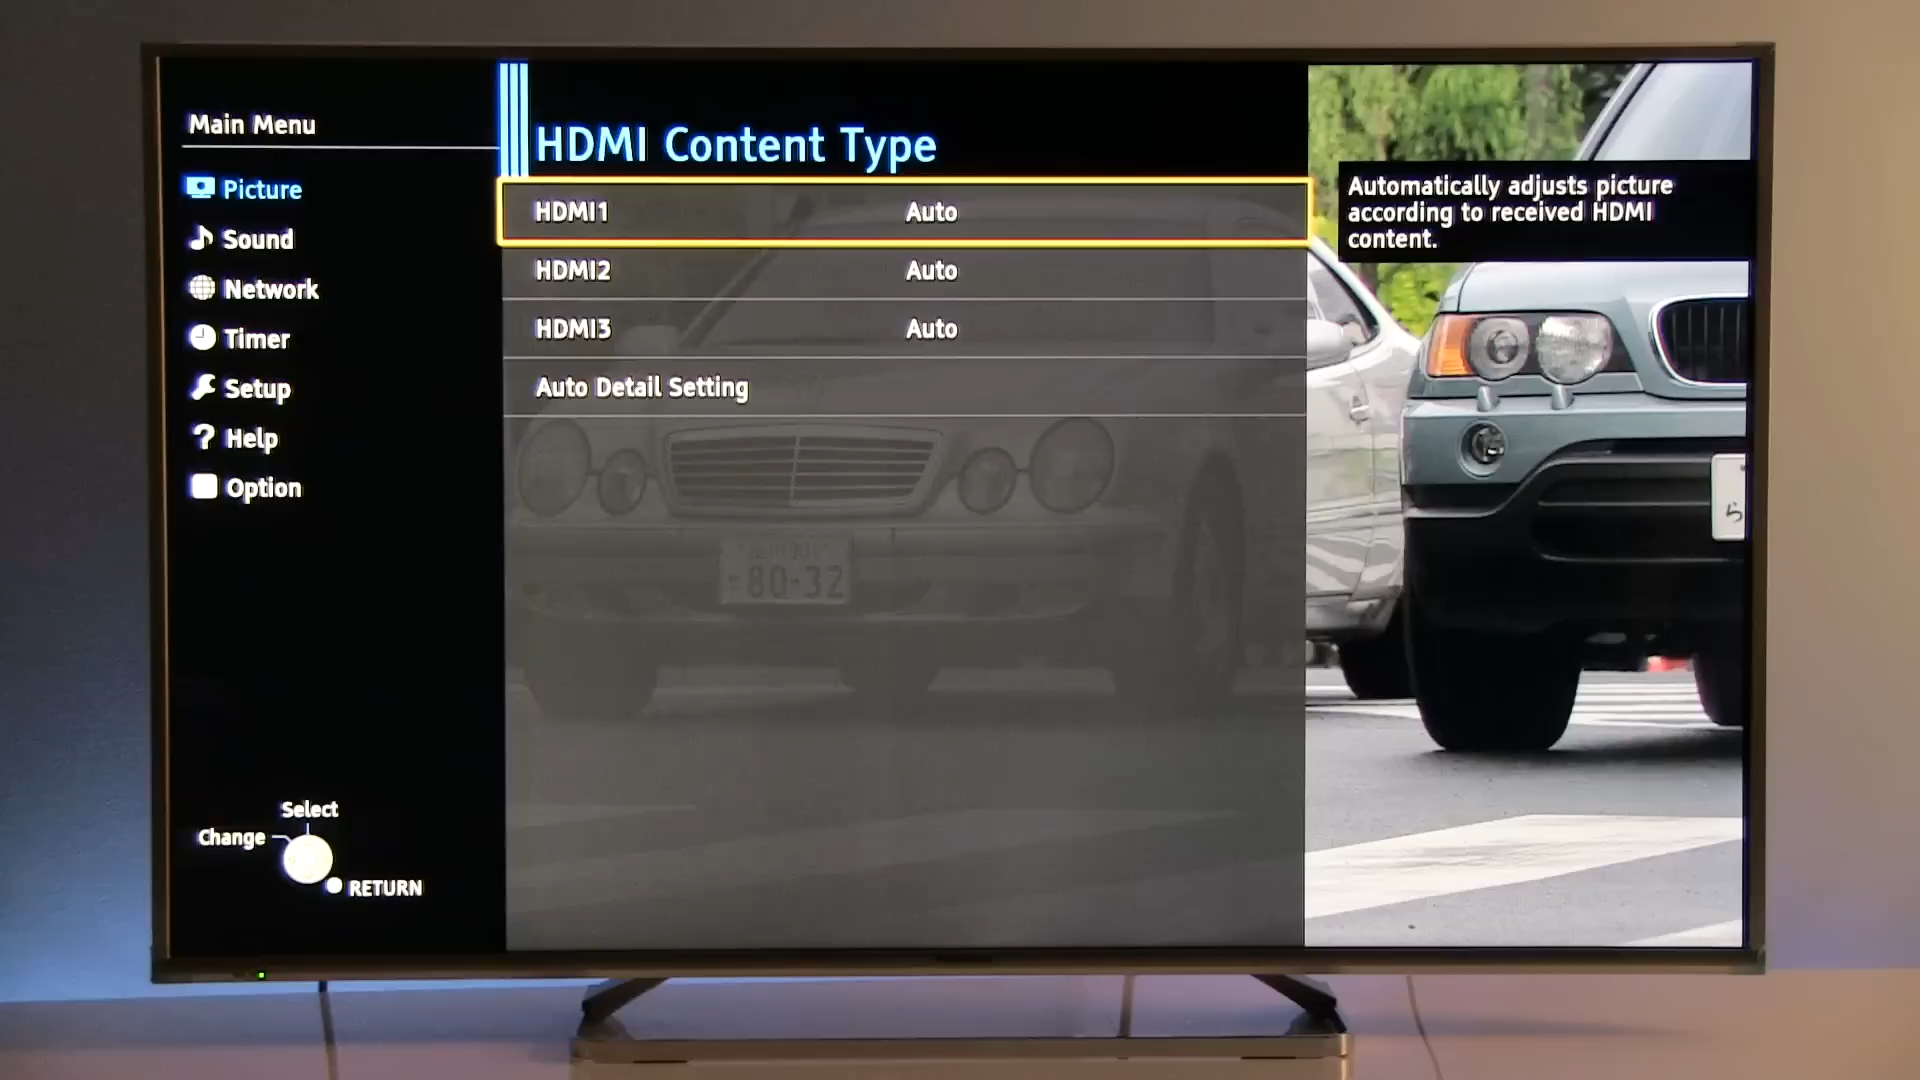 Main Menu
Picture
Sound
Network
Timer
Setup
Help
Option
Select
Change
RETURN
HDMI Content Type
HDMI1 Auto
HDMI2 Auto
HDMI3 Auto
Auto Detail Setting
80-32
Automatically adjusts picture
according to received HDMI
content.
ら